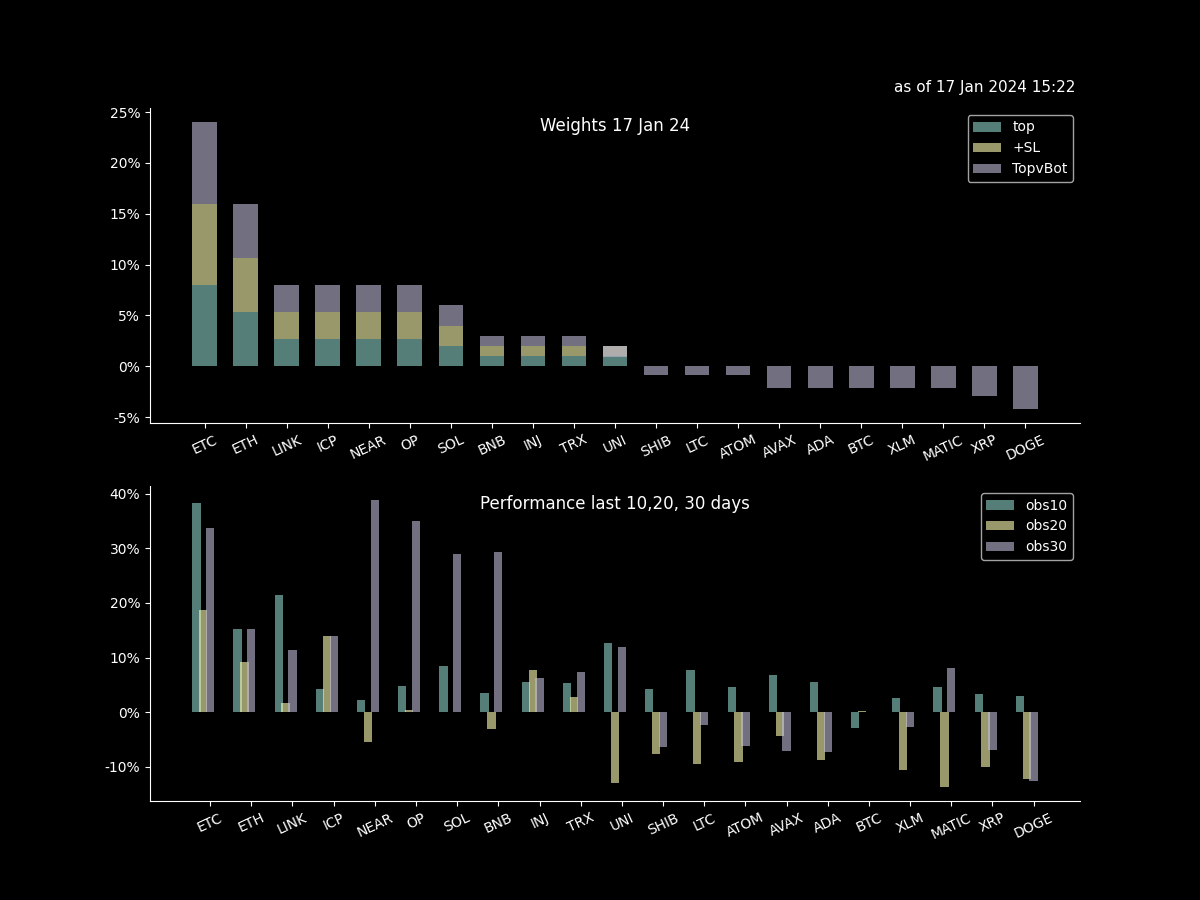 as of 17 Jan 2024 15:22
Weights 17 Jan 24
top
+SL
TopvBot
25%
20%
15%
10%
5%
0%
-5%
ETC ETH LINK ICP NEAR OP SOL BNB INJ TRX UNI SHIB LTC ATOM AVAX ADA BTC XLM MATIC XRP DOGE
Performance last 10,20, 30 days
obs10
obs20
obs30
40%
30%
20%
10%
0%
-10%
ETC ETH LINK ICP NEAR OP SOL BNB INJ TRX UNI SHIB LTC ATOM AVAX ADA BTC XLM MATIC XRP DOGE